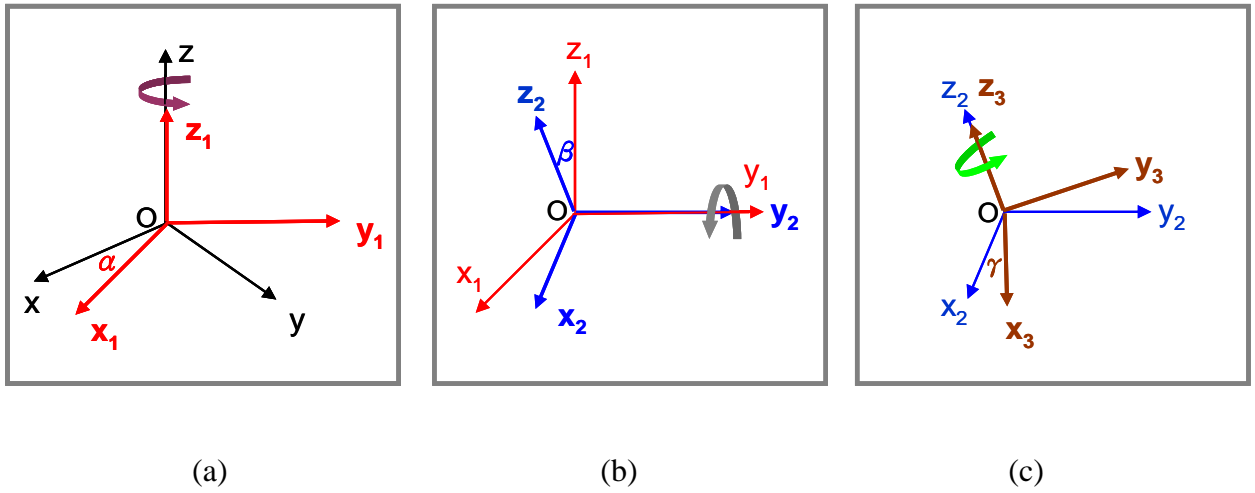 z
z₁
O
y₁
α
x
x₁
y
z₁
z₂
β
y₁
O
y₂
x₁
x₂
z₂ z₃
y₃
O
y₂
γ
x₂
x₃
(a) (b) (c)